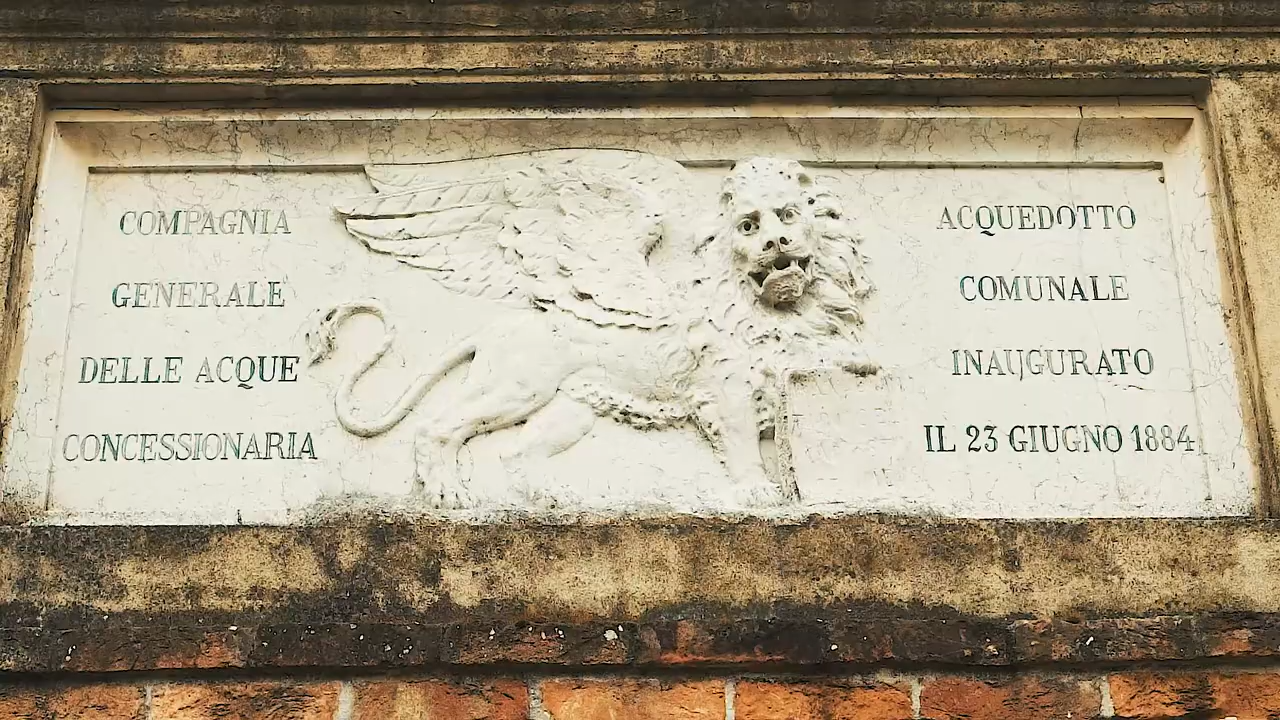 COMPAGNIA
GENERALE
DELLE ACQUE
CONCESSIONARIA
ACQUEDOTTO
COMUNALE
INAUGURATO
IL 23 GIUGNO 1884